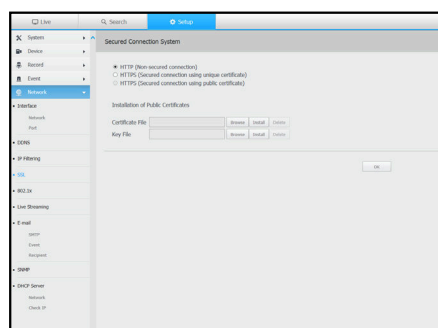 Live
Search
Setup
System
Device
Record
Event
Network
Interface
Network
Port
DDNS
IP Filtering
SSL
802.1x
Live Streaming
E-mail
SMTP
Event
Recipient
SNMP
DHCP Server
Network
Check IP
Secured Connection System
HTTP (Non-secured connection)
HTTPS (Secured connection using unique certificate)
HTTPS (Secured connection using public certificate)
Installation of Public Certificates
Certificate File
Browse Install Delete
Key File
Browse Install Delete
OK